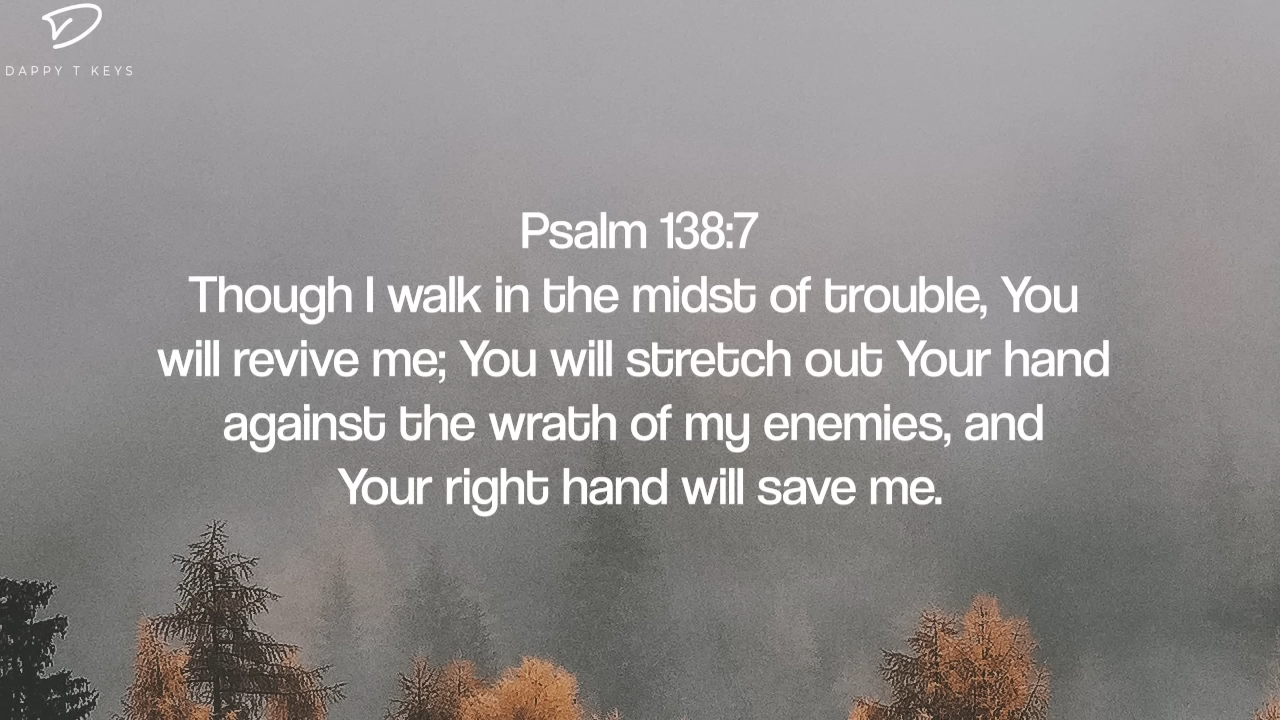 DAPPY T KEYS
Psalm 138:7
Though I walk in the midst of trouble, You
will revive me; You will stretch out Your hand
against the wrath of my enemies, and
Your right hand will save me.